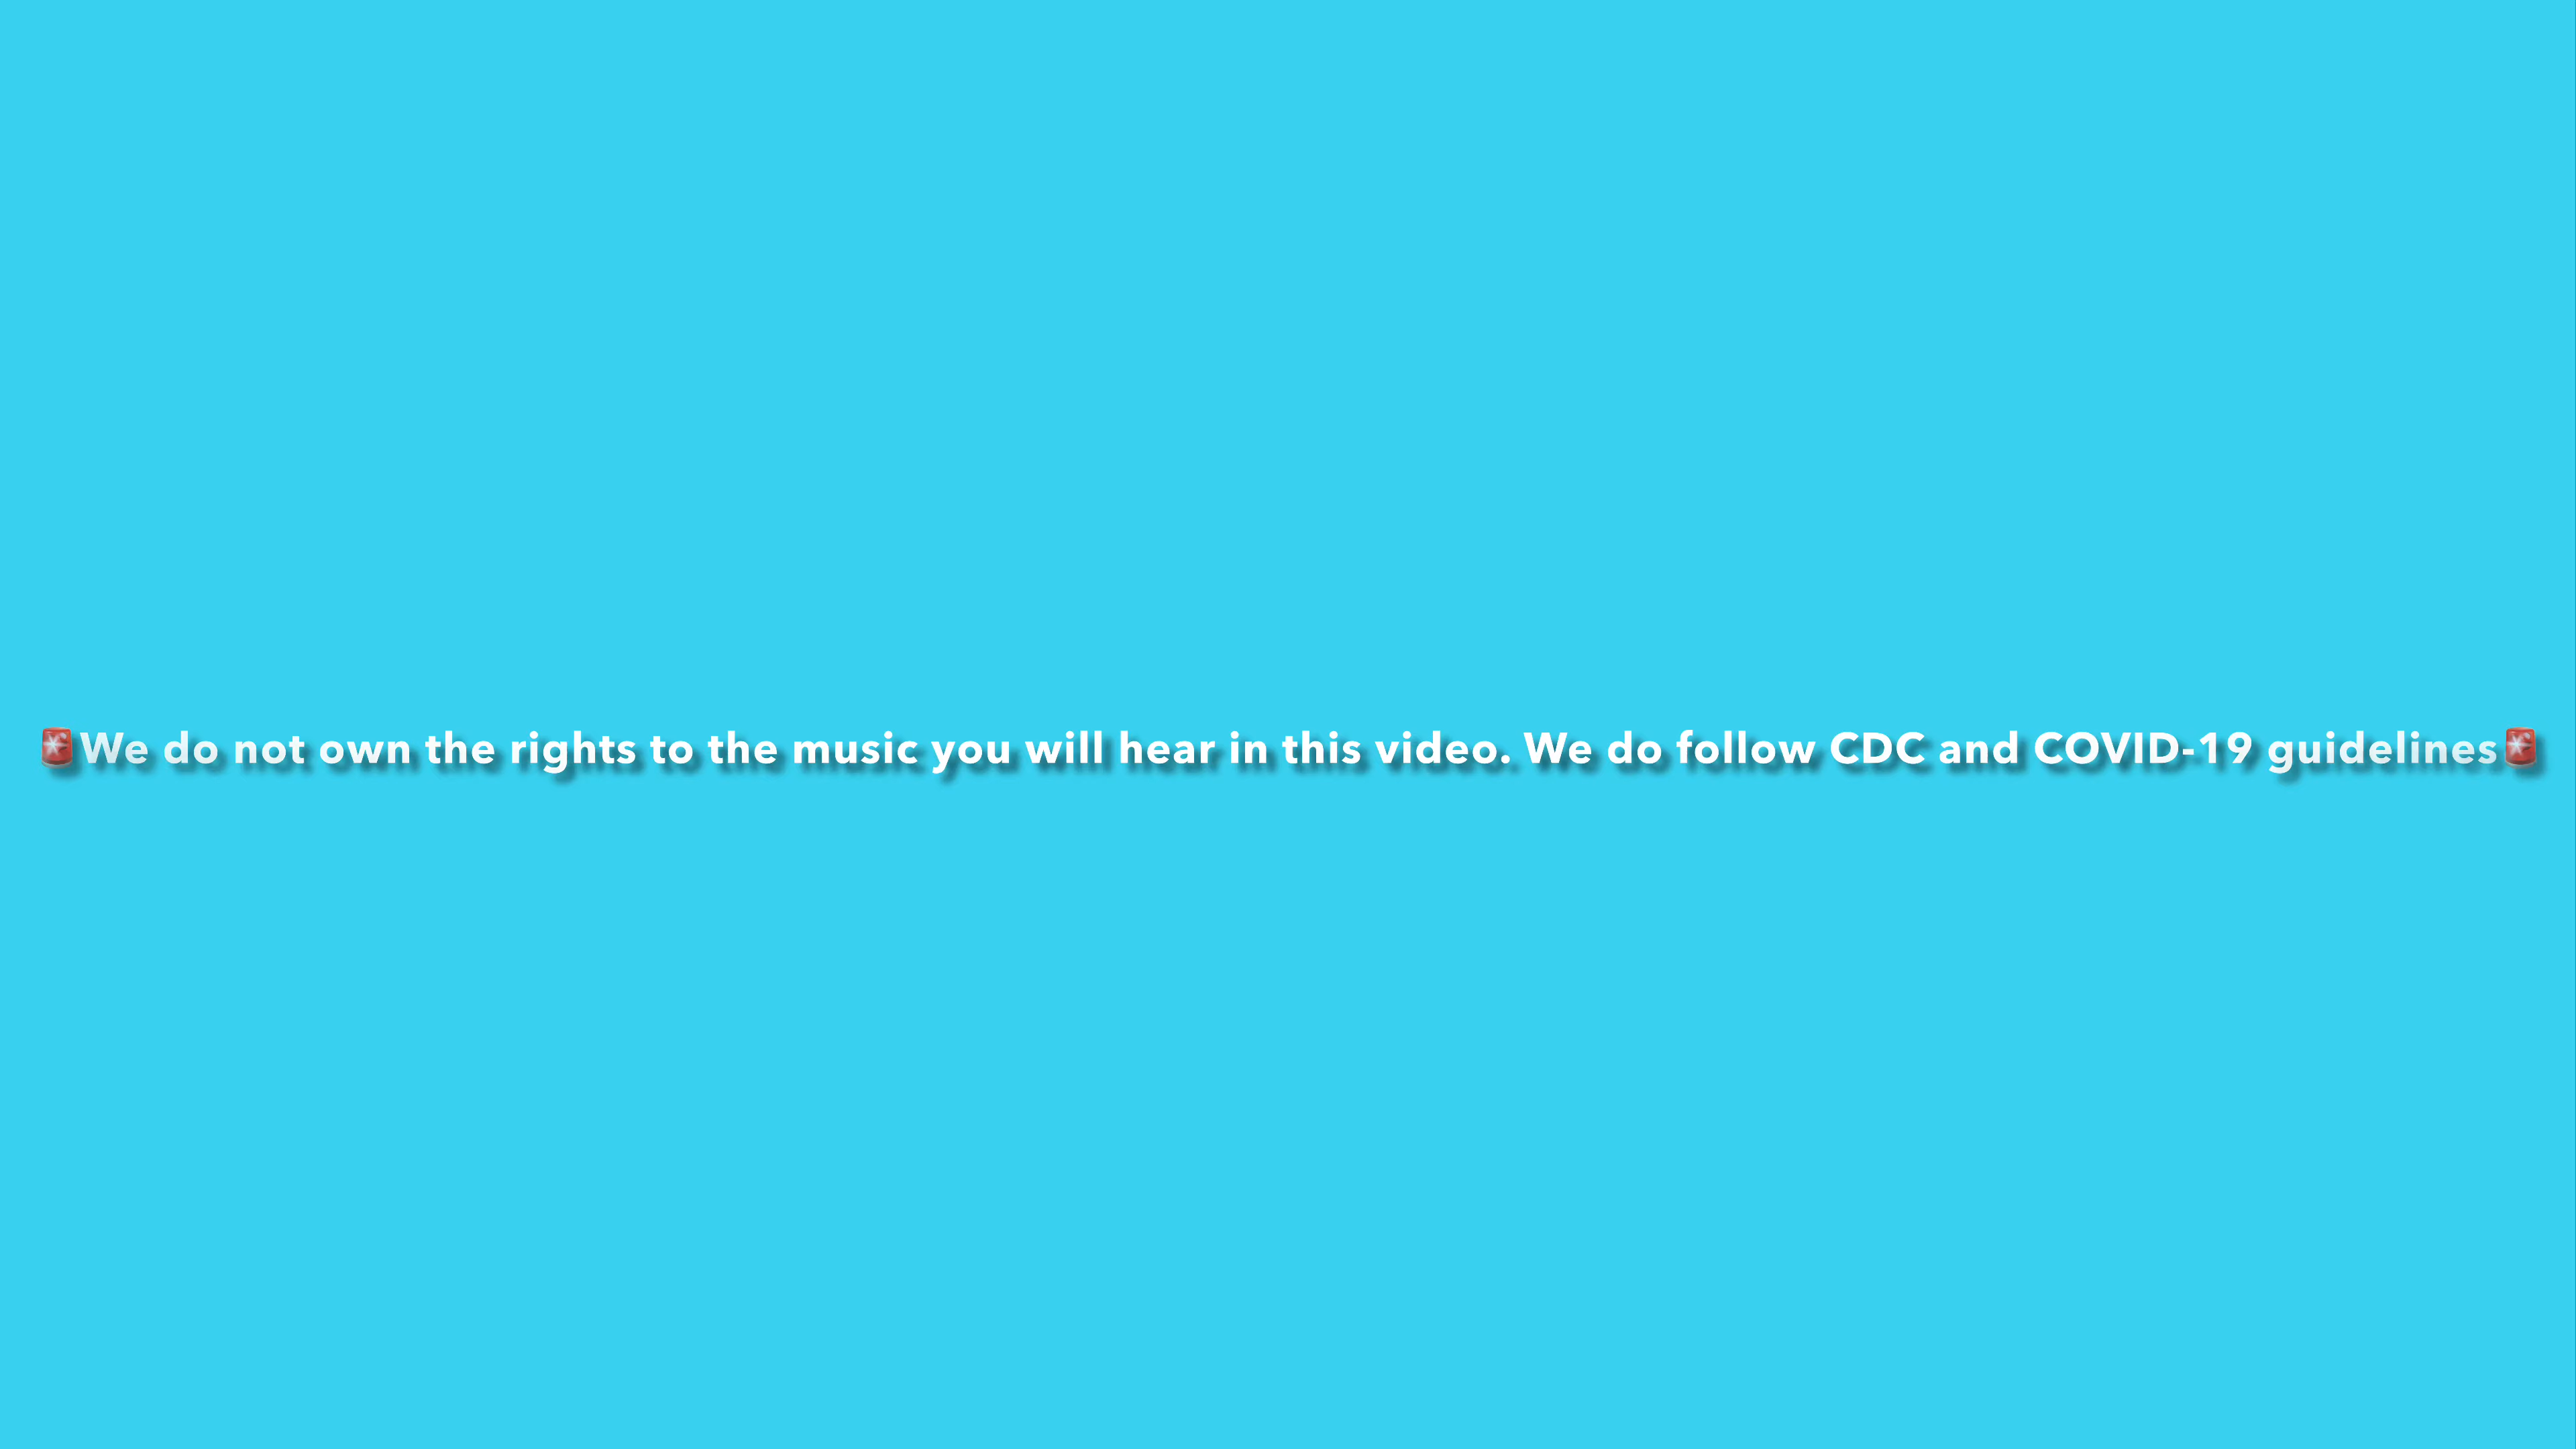 🚨We do not own the rights to the music you will hear in this video. We do follow CDC and COVID-19 guidelines🚨